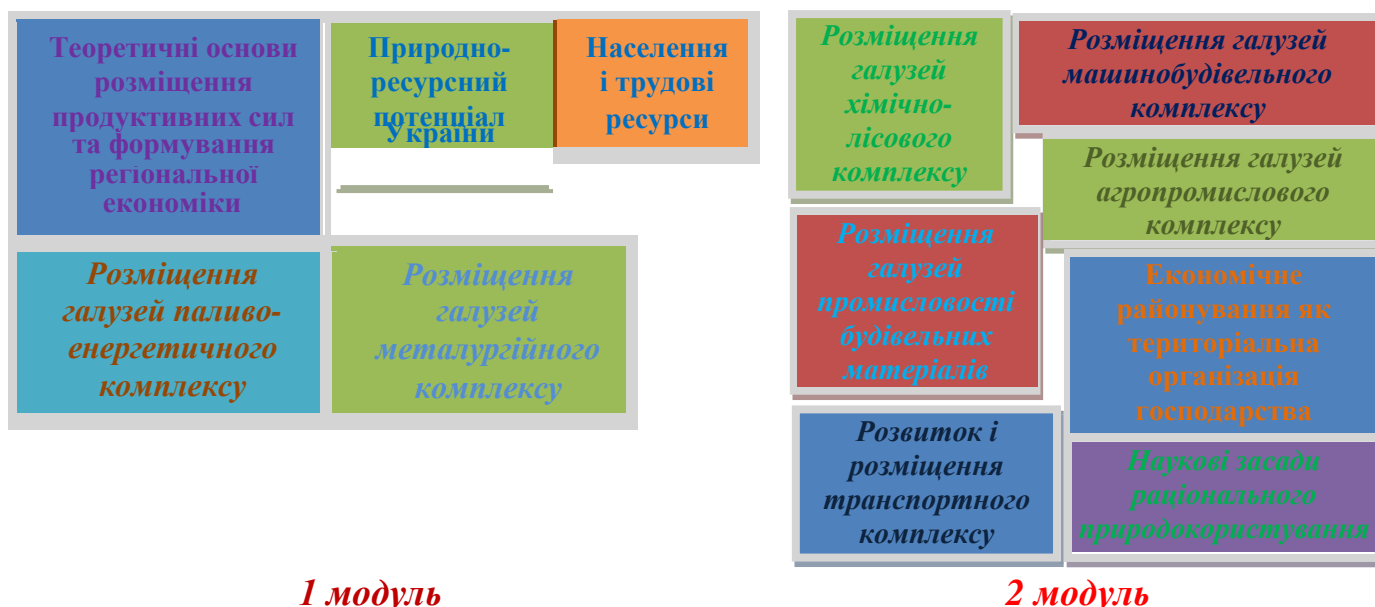 Теоретичні основи
розміщення
продуктивних сил
та формування
регіональної
економіки
Природно-
ресурсний
потенціал
України
Населення
і трудові
ресурси
Розміщення
галузей паливо-
енергетичного
комплексу
Розміщення
галузей
металургійного
комплексу
1 модуль
Розміщення
галузей
хімічно-
лісового
комплексу
Розміщення галузей
машинобудівельного
комплексу
Розміщення галузей
агропромислового
комплексу
Розміщення
галузей
промисловості
будівельних
матеріалів
Економічне
районування як
територіальна
організація
господарства
Розвиток і
розміщення
транспортного
комплексу
Наукові засади
раціонального
природокористування
2 модуль